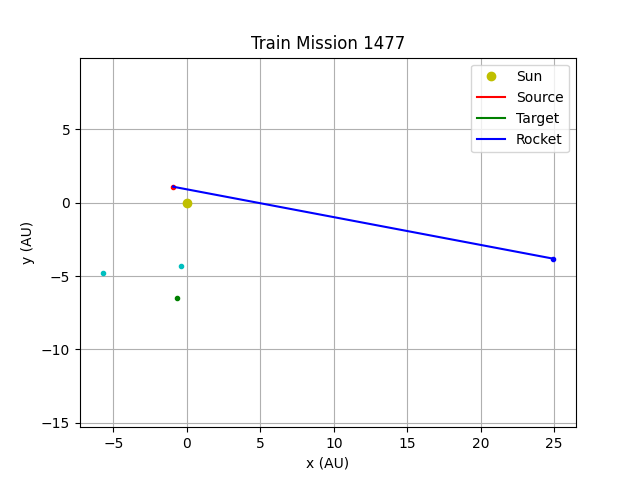 Train Mission 1477
Sun
Source
Target
Rocket
5
0
−5
−10
−15
y (AU)
−5
0
5
10
15
20
25
x (AU)